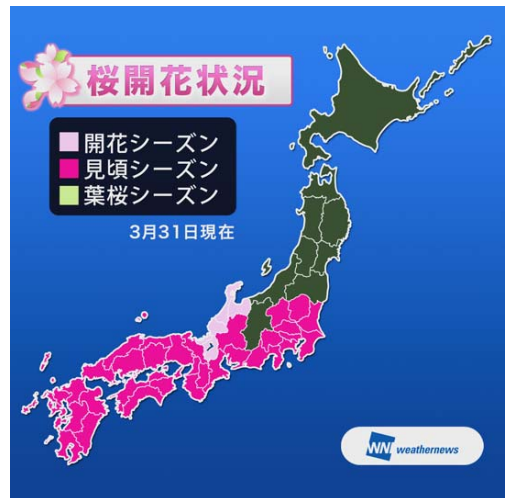 桜開花状況
開花シーズン
見頃シーズン
葉桜シーズン
3月31日現在
WNI weathernews